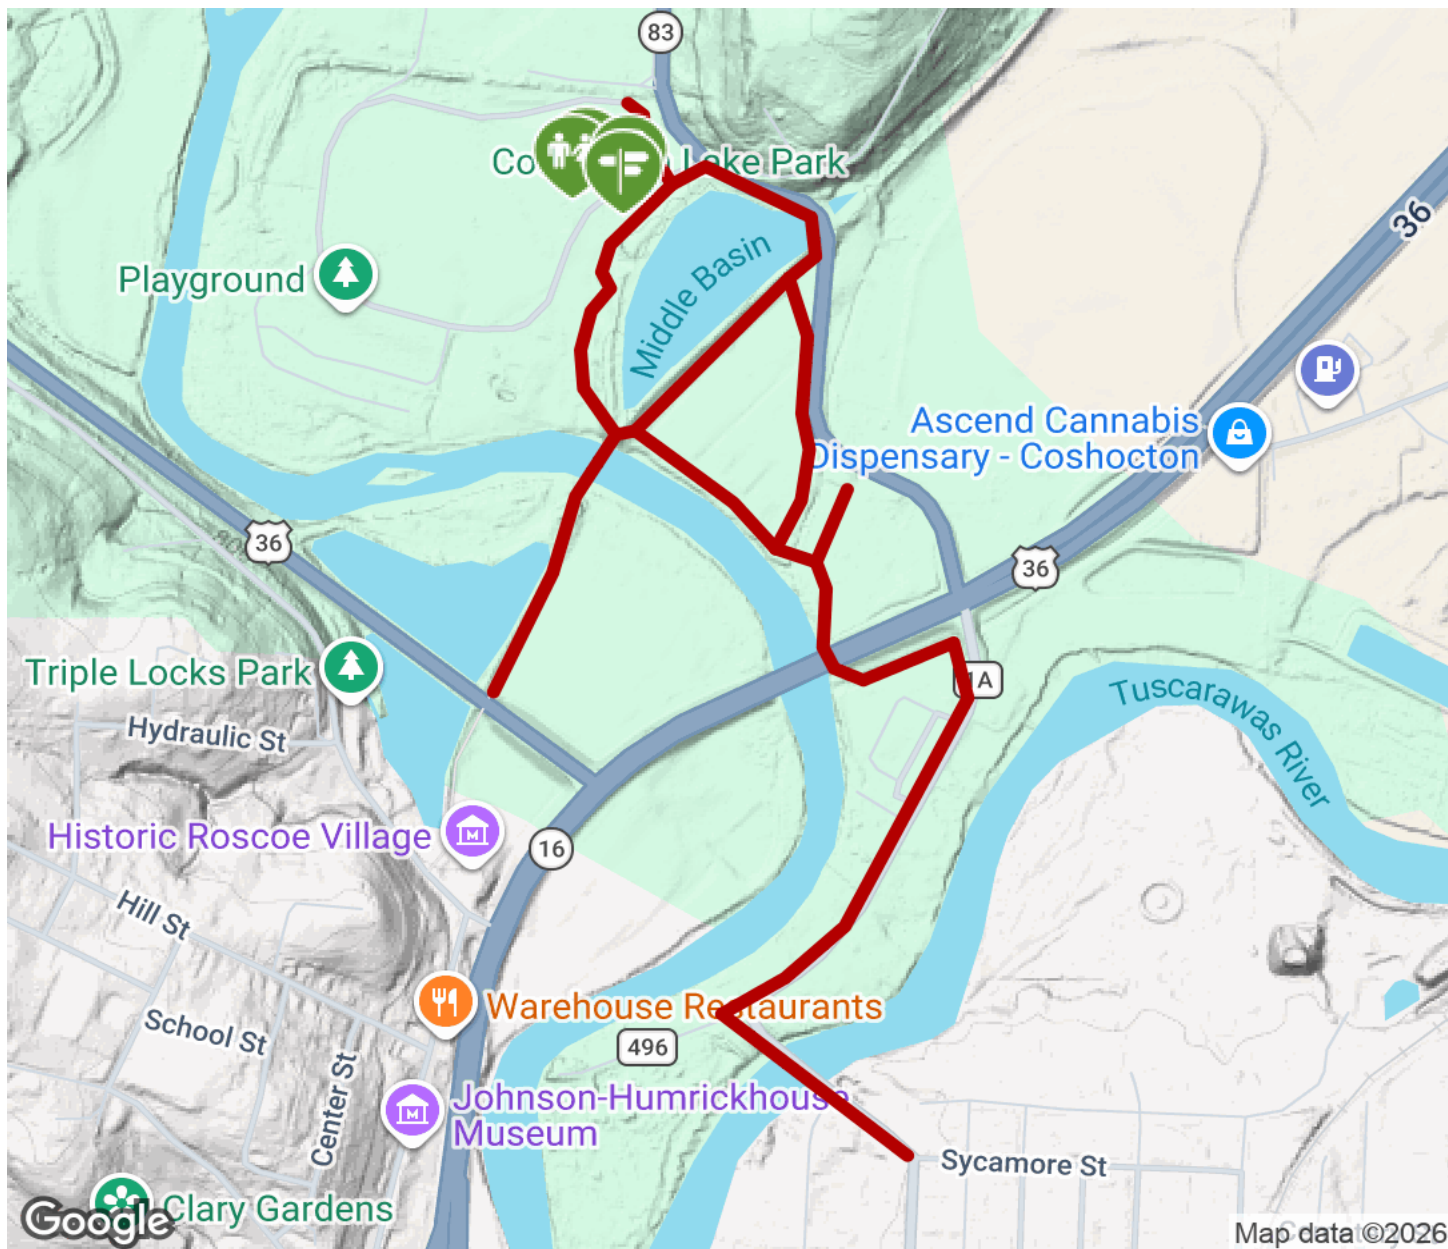 83
Co
Lake Park
Middle Basin
36
Playground
Ascend Cannabis
Dispensary - Coshocton
36
36
1A
Triple Locks Park
Hydraulic St
Tuscarawas River
Historic Roscoe Village
16
Hill St
Warehouse Restaurants
School St
496
Center St
Johnson-Humrickhouse
Museum
Sycamore St
Clary Gardens
Google
Map data ©2026